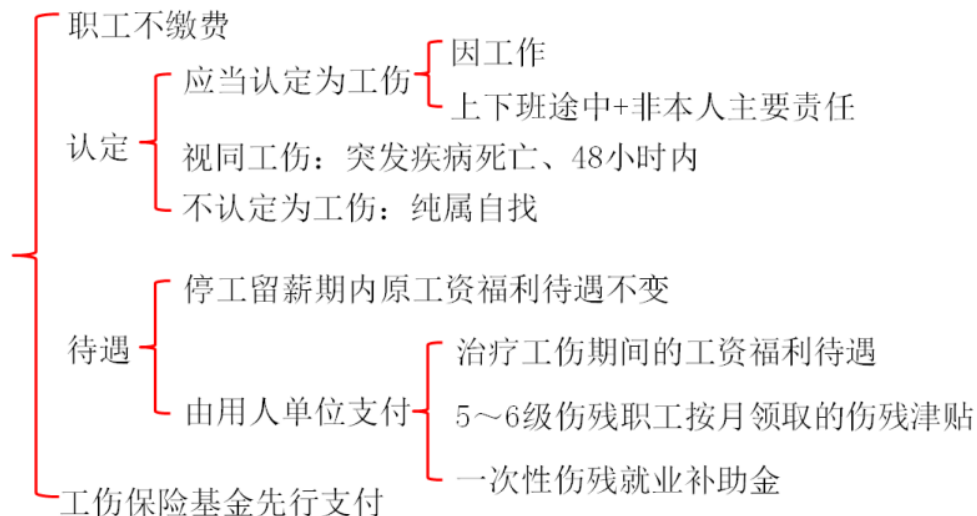 职工不缴费
认定
应当认定为工伤
因工作
上下班途中+非本人主要责任
视同工伤：突发疾病死亡、48小时内
不认定为工伤：纯属自找
待遇
停工留薪期内原工资福利待遇不变
由用人单位支付
治疗工伤期间的工资福利待遇
5～6级伤残职工按月领取的伤残津贴
一次性伤残就业补助金
工伤保险基金先行支付